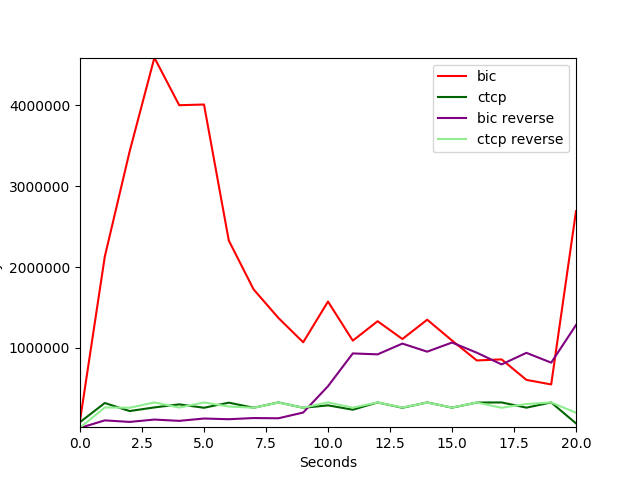 bic
ctcp
bic reverse
ctcp reverse
4000000
3000000
2000000
1000000
0.0 2.5 5.0 7.5 10.0 12.5 15.0 17.5 20.0
Seconds